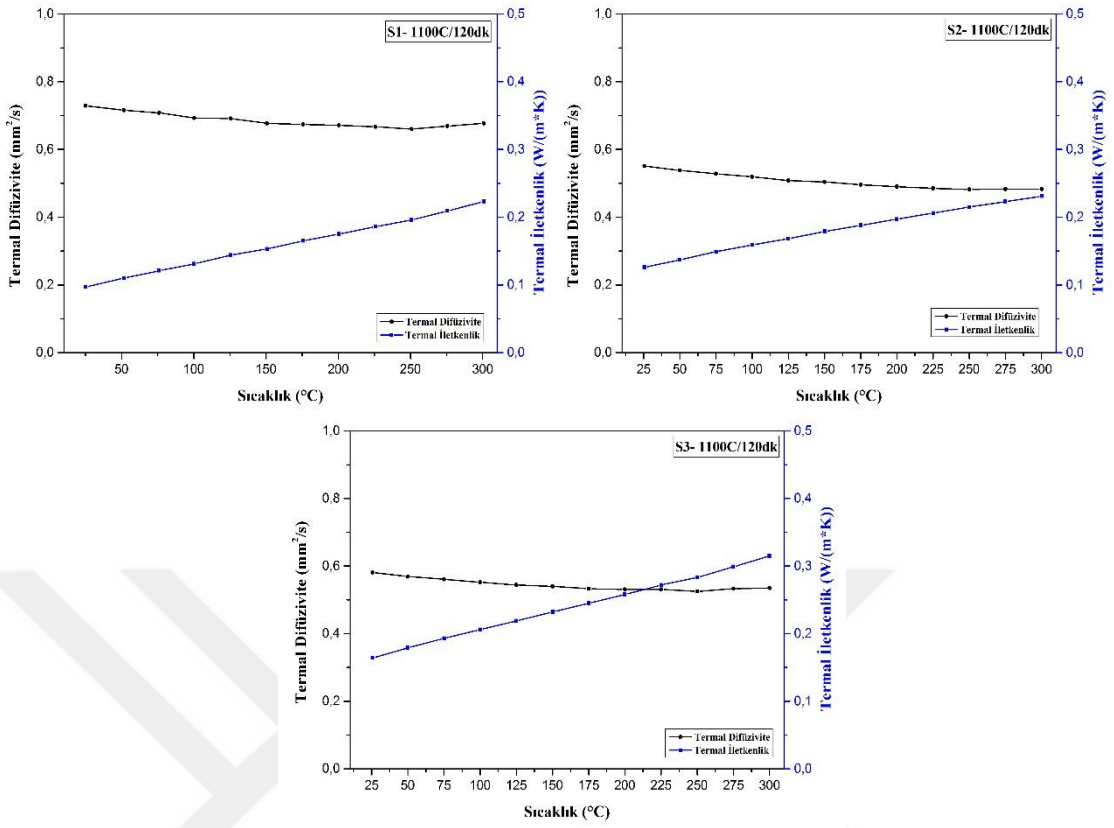 S1- 1100C/120dk
Termal Difüzivite (mm²/s)
1,0
0,8
0,6
0,4
0,2
0,0
0,5
0,4
0,3
0,2
0,1
0,0
Termal İletkenlik (W/(m*K))
Termal Difüzivite
Termal İletkenlik
50 100 150 200 250 300
Sıcaklık (°C)
S2- 1100C/120dk
Termal Difüzivite (mm²/s)
1,0
0,8
0,6
0,4
0,2
0,0
0,5
0,4
0,3
0,2
0,1
0,0
Termal İletkenlik (W/(m*K))
Termal Difüzivite
Termal İletkenlik
25 50 75 100 125 150 175 200 225 250 275 300
Sıcaklık (°C)
S3- 1100C/120dk
Termal Difüzivite (mm²/s)
1,0
0,8
0,6
0,4
0,2
0,0
0,5
0,4
0,3
0,2
0,1
0,0
Termal İletkenlik (W/(m*K))
Termal Difüzivite
Termal İletkenlik
25 50 75 100 125 150 175 200 225 250 275 300
Sıcaklık (°C)